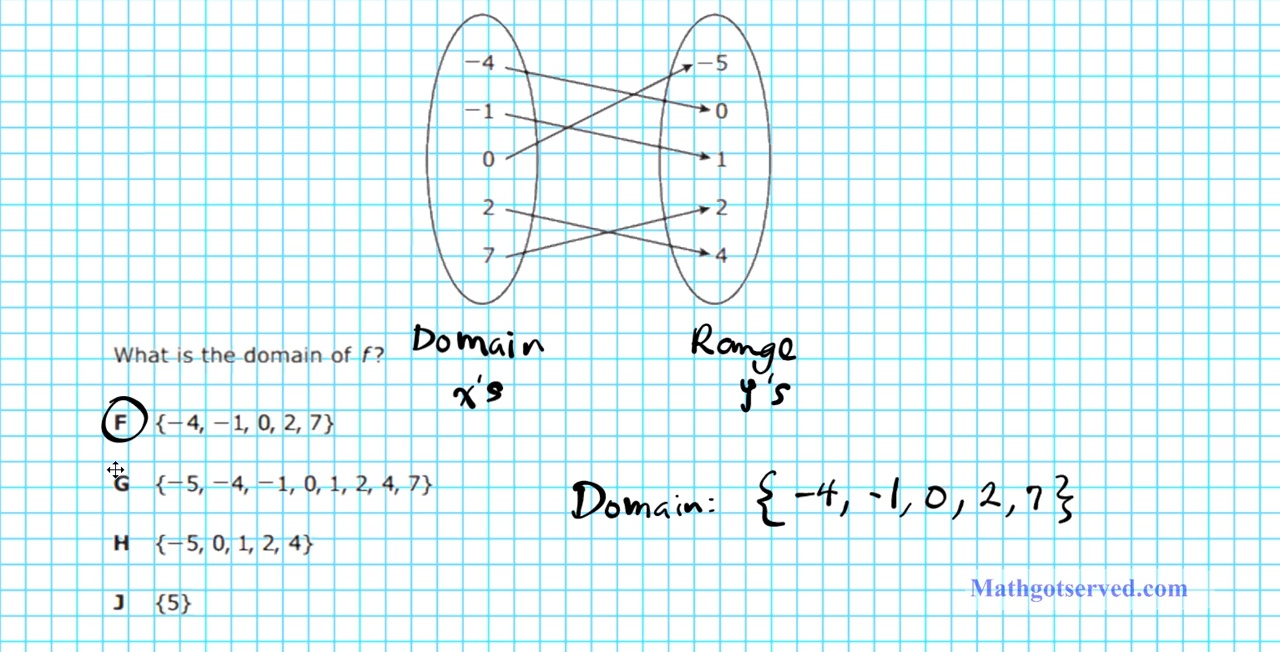 −4 −5
−1 0
0 1
2 2
7 4
Domain Range
What is the domain of f?
x's y's
F {−4, −1, 0, 2, 7}
G {−5, −4, −1, 0, 1, 2, 4, 7}
Domain: { -4, -1, 0, 2, 7}
H {−5, 0, 1, 2, 4}
Mathgotserved.com
J {5}